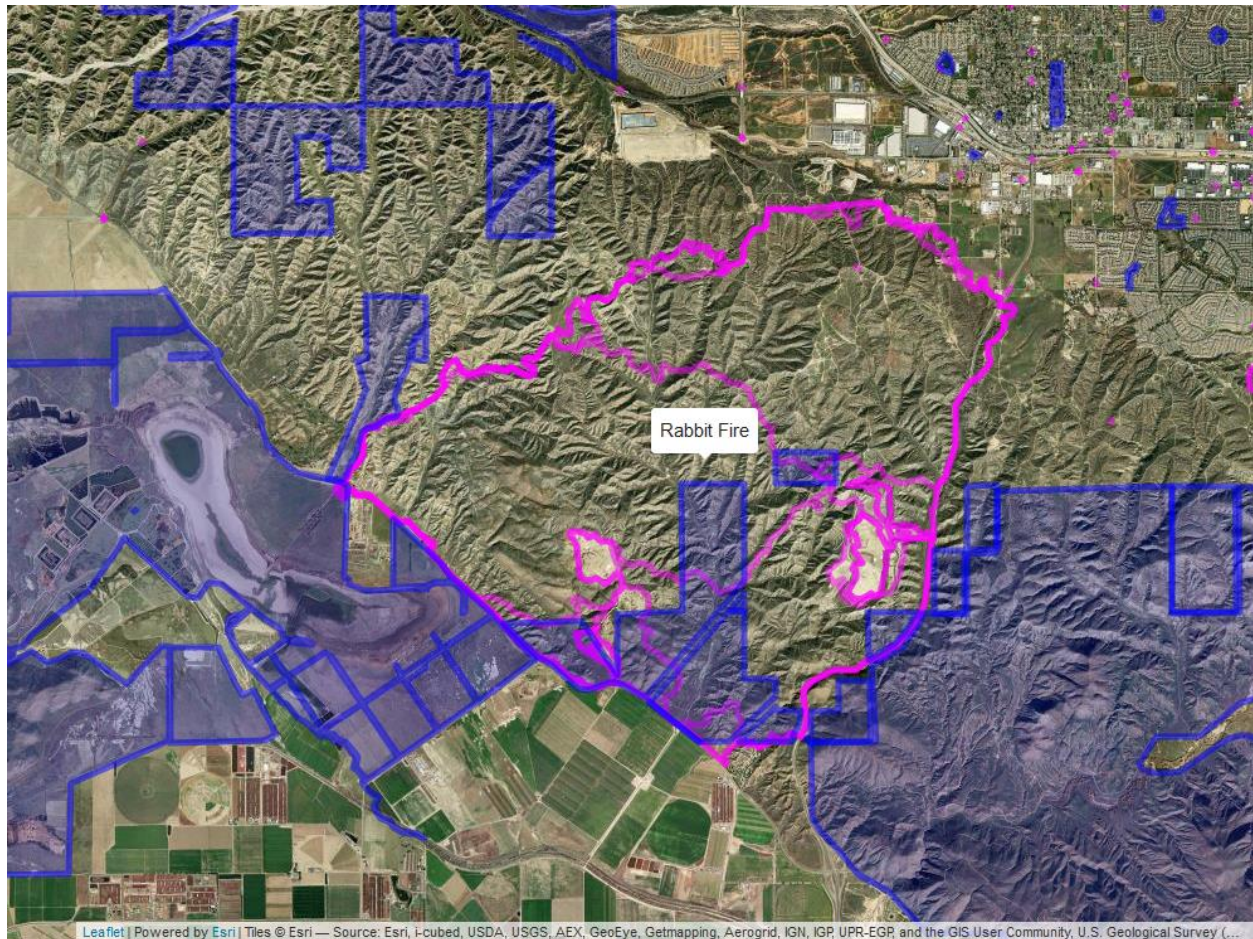 Rabbit Fire
Leaflet | Powered by Esri | Tiles © Esri — Source: Esri, i-cubed, USDA, USGS, AEX, GeoEye, Getmapping, Aerogrid, IGN, IGP, UPR-EGP, and the GIS User Community, U.S. Geological Survey (...